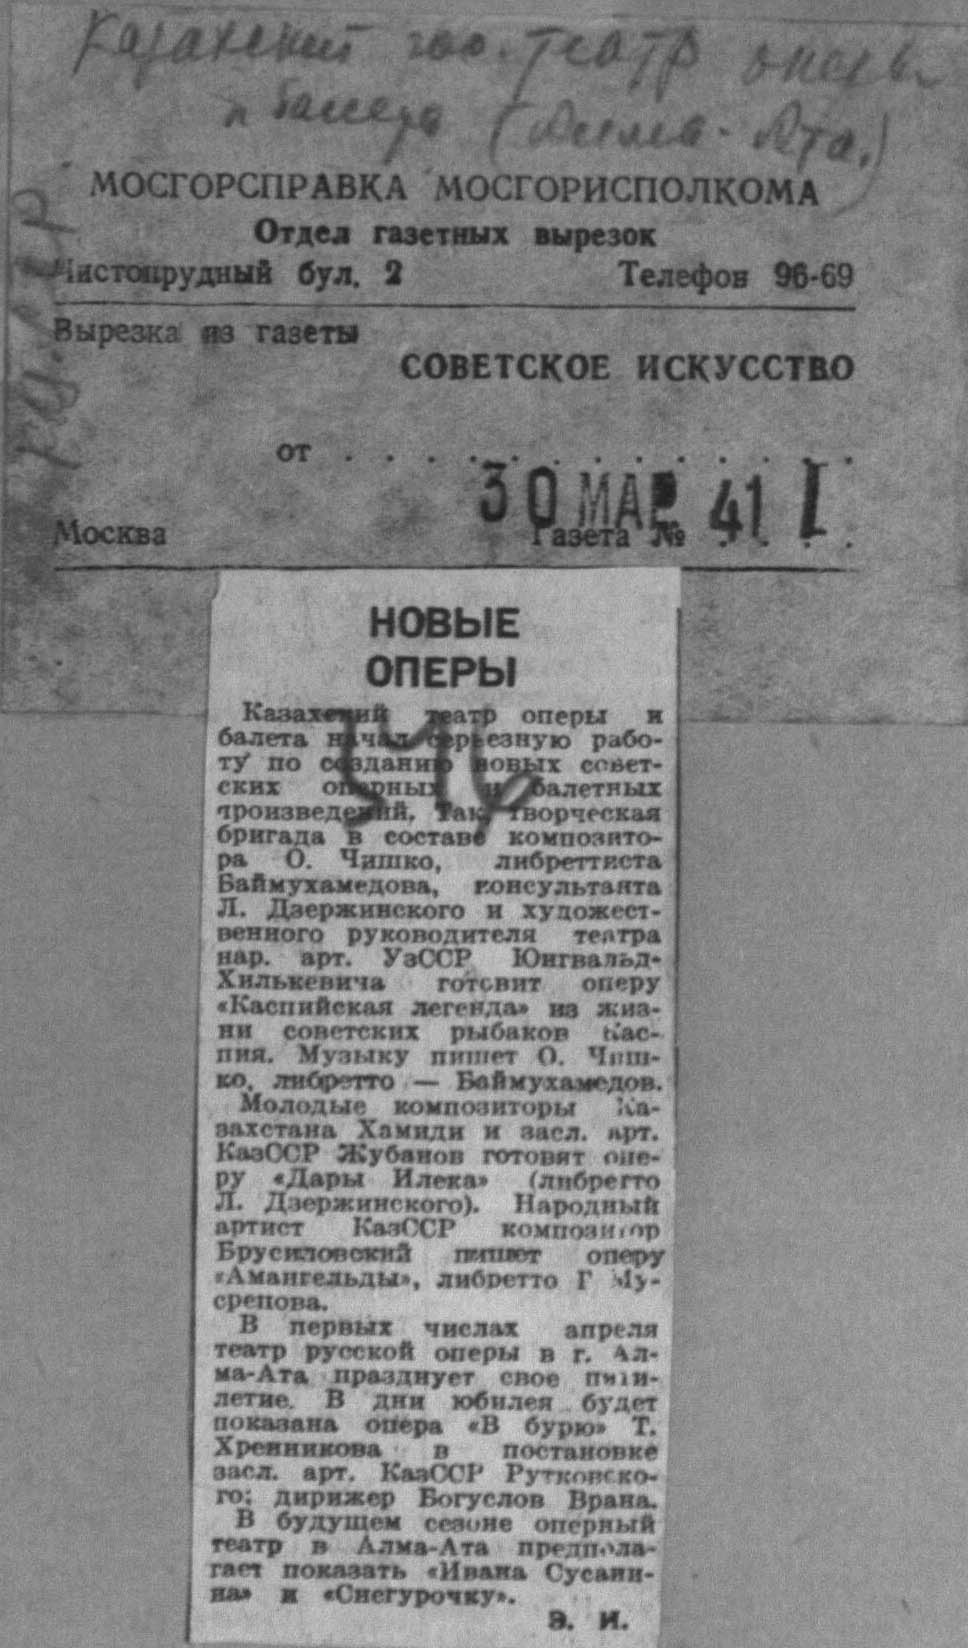 Казахский гос. театр оперы
и балета (Алма-Ата.)
МОСГОРСПРАВКА МОСГОРИСПОЛКОМА
Отдел газетных вырезок
Чистопрудный бул. 2 Телефон 96-69
Вырезка из газеты
СОВЕТСКОЕ ИСКУССТВО
от . . . . . . . . . . . . .
30 МАР 41 I
Москва Газета № . . . .
НОВЫЕ
ОПЕРЫ
Казахский театр оперы и
балета начал серьезную рабо-
ту по созданию новых совет-
ских оперных и балетных
произведений. Так, творческая
бригада в составе композито-
ра О. Чишко, либреттиста
Баймухамедова, консультанта
Л. Дзержинского и художест-
венного руководителя театра
нар. арт. УзССР Юнгвальд-
Хилькевича готовит оперу
«Каспийская легенда» из жиз-
ни советских рыбаков Кас-
пия. Музыку пишет О. Чиш-
ко, либретто — Баймухамедов.
Молодые композиторы Ка-
захстана Хамиди и засл. арт.
КазССР Жубанов готовят опе-
ру «Дары Илека» (либретто
Л. Дзержинского). Народный
артист КазССР композитор
Брусиловский пишет оперу
«Амангельды», либретто Г Му-
срепова.
В первых числах апреля
театр русской оперы в г. Ал-
ма-Ата празднует свое пяти-
летие. В дни юбилея будет
показана опера «В бурю» Т.
Хренникова в постановке
засл. арт. КазССР Рутковско-
го; дирижер Богуслов Врана.
В будущем сезоне оперный
театр в Алма-Ата предпола-
гает показать «Ивана Сусани-
на» и «Снегурочку».
Э. И.